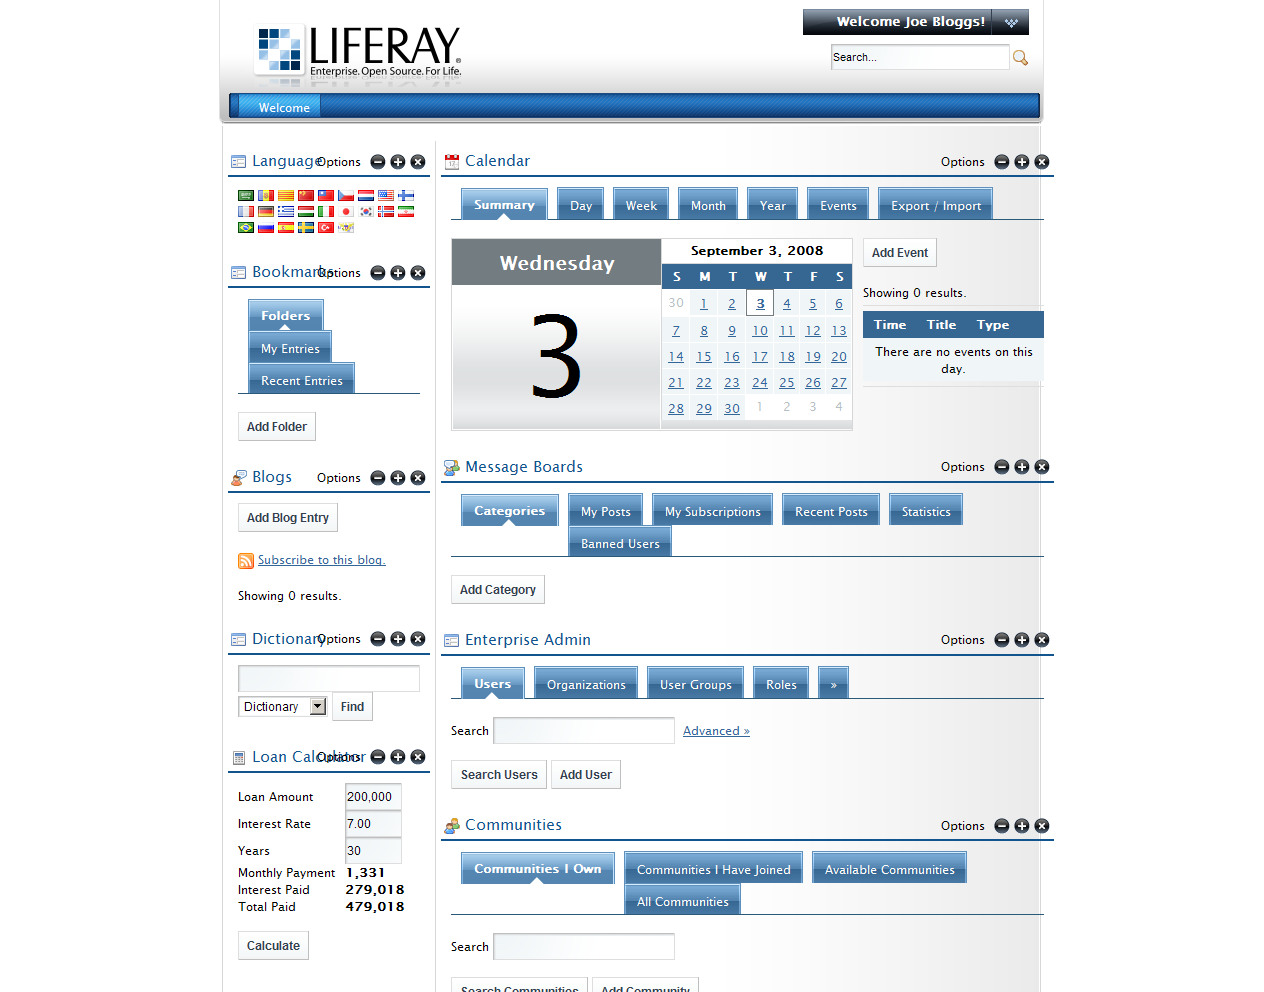 LIFERAY®
Enterprise. Open Source. For Life.
Welcome Joe Bloggs!
Search...
Welcome
Language Options
Bookmarks Options
Folders
My Entries
Recent Entries
Add Folder
Blogs Options
Add Blog Entry
Subscribe to this blog.
Showing 0 results.
Dictionary Options
Dictionary Find
Loan Calculator Options
Loan Amount 200,000
Interest Rate 7.00
Years 30
Monthly Payment 1,331
Interest Paid 279,018
Total Paid 479,018
Calculate
Calendar Options
Summary Day Week Month Year Events Export / Import
Wednesday
3
September 3, 2008
S M T W T F S
30 1 2 3 4 5 6
7 8 9 10 11 12 13
14 15 16 17 18 19 20
21 22 23 24 25 26 27
28 29 30 1 2 3 4
Add Event
Showing 0 results.
Time Title Type
There are no events on this
day.
Message Boards Options
Categories My Posts My Subscriptions Recent Posts Statistics
Banned Users
Add Category
Enterprise Admin Options
Users Organizations User Groups Roles »
Search Advanced »
Search Users Add User
Communities Options
Communities I Own Communities I Have Joined Available Communities
All Communities
Search
Search Communities Add Community